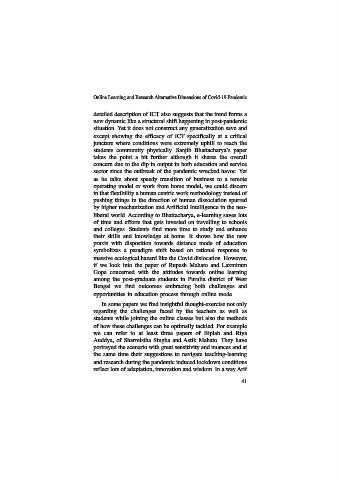 Online Learning and Research Alternative Dimensions of Covid-19 Pandemic
detailed description of ICT also suggests that the trend forms a
new dynamic like a structural shift happening in post-pandemic
situation. Yet it does not construct any generalization save and
except showing the efficacy of ICT specifically at a critical
juncture where conditions were extremely uphill to reach the
students community physically. Sanjib Bhattacharya's paper
takes the point a bit further although it shares the overall
concern due to the dip in output in both education and service
sector since the outbreak of the pandemic wrecked havoc. Yet
as he talks about speedy transition of business to a remote
operating model or work from home model, we could discern
in that flexibility a human centric work methodology instead of
pushing things in the direction of human dissociation spurred
by higher mechanization and Artificial Intelligence in the neo-
liberal world. According to Bhattacharya, e-learning saves lots
of time and efforts that gets invested on travelling to schools
and colleges. Students find more time to study and enhance
their skills and knowledge at home. It shows how the new
norm with disposition towards distance mode of education
symbolizes a paradigm shift based on rational response to
massive ecological hazard like the Covid dislocation. However,
if we look into the paper of Rupesh Mahato and Laxmiram
Gope concerned with the attitudes towards online learning
among the post-graduate students in Purulia district of West
Bengal we find outcomes embracing both challenges and
opportunities in education process through online mode.
In some papers we find insightful thought-exercise not only
regarding the challenges faced by the teachers as well as
students while joining the online classes but also the methods
of how these challenges can be optimally tackled. For example
we can refer to at least three papers of Biplab and Riya
Auddya, of Sharmistha Singha and Astik Mahato. They have
portrayed the scenario with great sensitivity and nuances and at
the same time their suggestions to navigate teaching-learning
and research during the pandemic induced lockdown conditions
reflect lots of adaptation, innovation and wisdom. In a way Arif
41